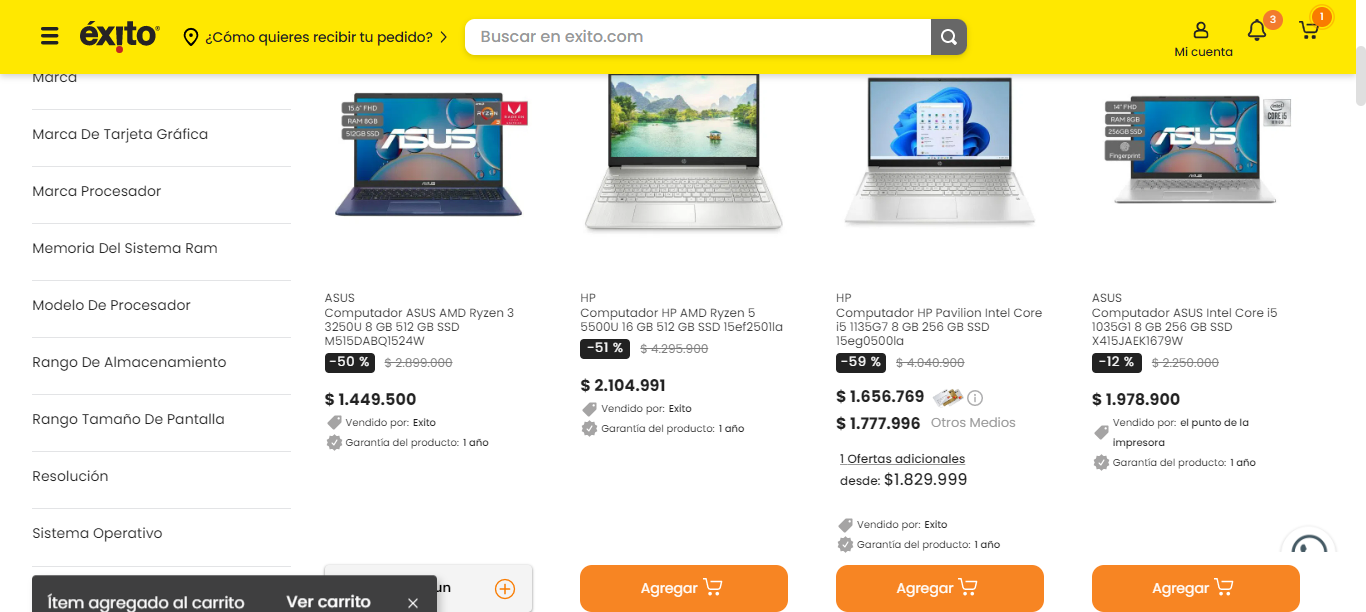 éxito
¿Cómo quieres recibir tu pedido?
Buscar en exito.com
Mi cuenta
3
1
Marca
Marca De Tarjeta Gráfica
Marca Procesador
Memoria Del Sistema Ram
Modelo De Procesador
Rango De Almacenamiento
Rango Tamaño De Pantalla
Resolución
Sistema Operativo
15.6" FHD
RAM 8GB
512GB SSD
ASUS
AMD
RYZEN
3
ASUS
ASUS
Computador ASUS AMD Ryzen 3
3250U 8 GB 512 GB SSD
M515DABQ1524W
-50 % $ 2.899.000
$ 1.449.500
Vendido por: Exito
Garantía del producto: 1 año
un
HP
Computador HP AMD Ryzen 5
5500U 16 GB 512 GB SSD 15ef2501la
-51 % $ 4.295.900
$ 2.104.991
Vendido por: Exito
Garantía del producto: 1 año
Agregar
HP
Computador HP Pavilion Intel Core
i5 1135G7 8 GB 256 GB SSD
15eg0500la
-59 % $ 4.040.900
$ 1.656.769
$ 1.777.996 Otros Medios
1 Ofertas adicionales
desde: $1.829.999
Vendido por: Exito
Garantía del producto: 1 año
Agregar
14" FHD
RAM 8GB
256GB SSD
Fingerprint
ASUS
intel
CORE i5
ASUS
ASUS
Computador ASUS Intel Core i5
1035G1 8 GB 256 GB SSD
X415JAEK1679W
-12 % $ 2.250.000
$ 1.978.900
Vendido por: el punto de la
impresora
Garantía del producto: 1 año
Agregar
Ítem agregado al carrito Ver carrito